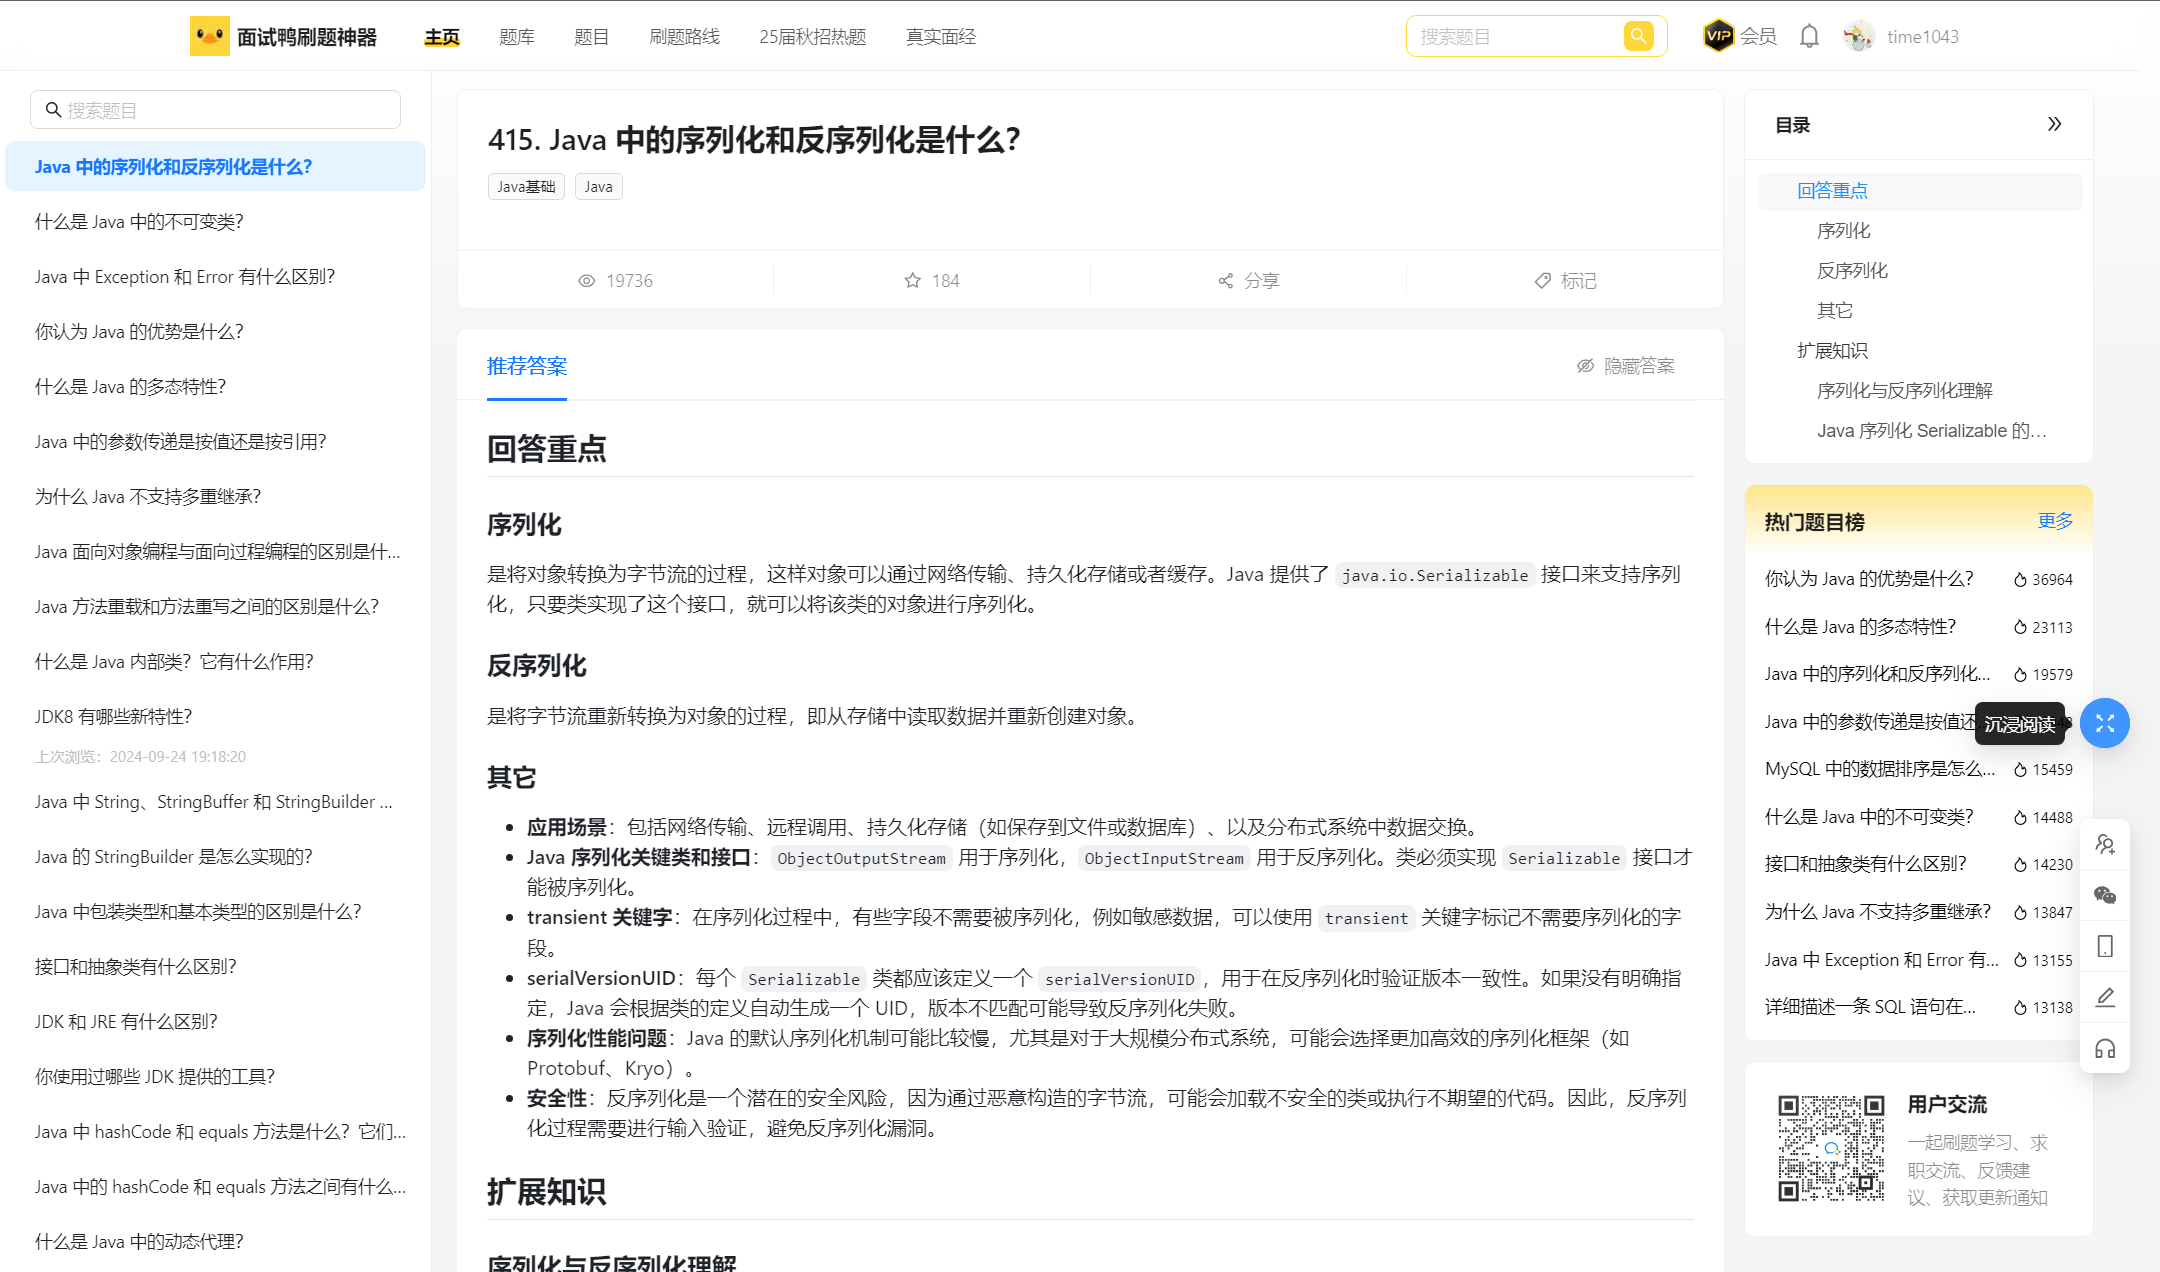 面试鸭刷题神器
主页
题库
题目
刷题路线
25届秋招热题
真实面经
搜索题目
VIP 会员
time1043
搜索题目
Java 中的序列化和反序列化是什么?
什么是 Java 中的不可变类?
Java 中 Exception 和 Error 有什么区别?
你认为 Java 的优势是什么?
什么是 Java 的多态特性?
Java 中的参数传递是按值还是按引用?
为什么 Java 不支持多重继承?
Java 面向对象编程与面向过程编程的区别是什...
Java 方法重载和方法重写之间的区别是什么?
什么是 Java 内部类？它有什么作用?
JDK8 有哪些新特性?
上次浏览：2024-09-24 19:18:20
Java 中 String、StringBuffer 和 StringBuilder ...
Java 的 StringBuilder 是怎么实现的?
Java 中包装类型和基本类型的区别是什么?
接口和抽象类有什么区别?
JDK 和 JRE 有什么区别?
你使用过哪些 JDK 提供的工具?
Java 中 hashCode 和 equals 方法是什么？它们...
Java 中的 hashCode 和 equals 方法之间有什么...
什么是 Java 中的动态代理?
415. Java 中的序列化和反序列化是什么?
Java基础
Java
19736
184
分享
标记
推荐答案
隐藏答案
回答重点
序列化
是将对象转换为字节流的过程，这样对象可以通过网络传输、持久化存储或者缓存。Java 提供了 java.io.Serializable 接口来支持序列
化，只要类实现了这个接口，就可以将该类的对象进行序列化。
反序列化
是将字节流重新转换为对象的过程，即从存储中读取数据并重新创建对象。
其它
• 应用场景：包括网络传输、远程调用、持久化存储（如保存到文件或数据库）、以及分布式系统中数据交换。
• Java 序列化关键类和接口：ObjectOutputStream 用于序列化，ObjectInputStream 用于反序列化。类必须实现 Serializable 接口才
能被序列化。
• transient 关键字：在序列化过程中，有些字段不需要被序列化，例如敏感数据，可以使用 transient 关键字标记不需要序列化的字
段。
• serialVersionUID：每个 Serializable 类都应该定义一个 serialVersionUID，用于在反序列化时验证版本一致性。如果没有明确指
定，Java 会根据类的定义自动生成一个 UID，版本不匹配可能导致反序列化失败。
• 序列化性能问题：Java 的默认序列化机制可能比较慢，尤其是对于大规模分布式系统，可能会选择更加高效的序列化框架（如
Protobuf、Kryo）。
• 安全性：反序列化是一个潜在的安全风险，因为通过恶意构造的字节流，可能会加载不安全的类或执行不期望的代码。因此，反序列
化过程需要进行输入验证，避免反序列化漏洞。
扩展知识
序列化与反序列化理解
目录
回答重点
序列化
反序列化
其它
扩展知识
序列化与反序列化理解
Java 序列化 Serializable 的...
热门题目榜
更多
你认为 Java 的优势是什么? 36964
什么是 Java 的多态特性? 23113
Java 中的序列化和反序列化... 19579
Java 中的参数传递是按值还
沉浸阅读
MySQL 中的数据排序是怎么... 15459
什么是 Java 中的不可变类? 14488
接口和抽象类有什么区别? 14230
为什么 Java 不支持多重继承? 13847
Java 中 Exception 和 Error 有... 13155
详细描述一条 SQL 语句在... 13138
用户交流
一起刷题学习、求
职交流、反馈建
议、获取更新通知